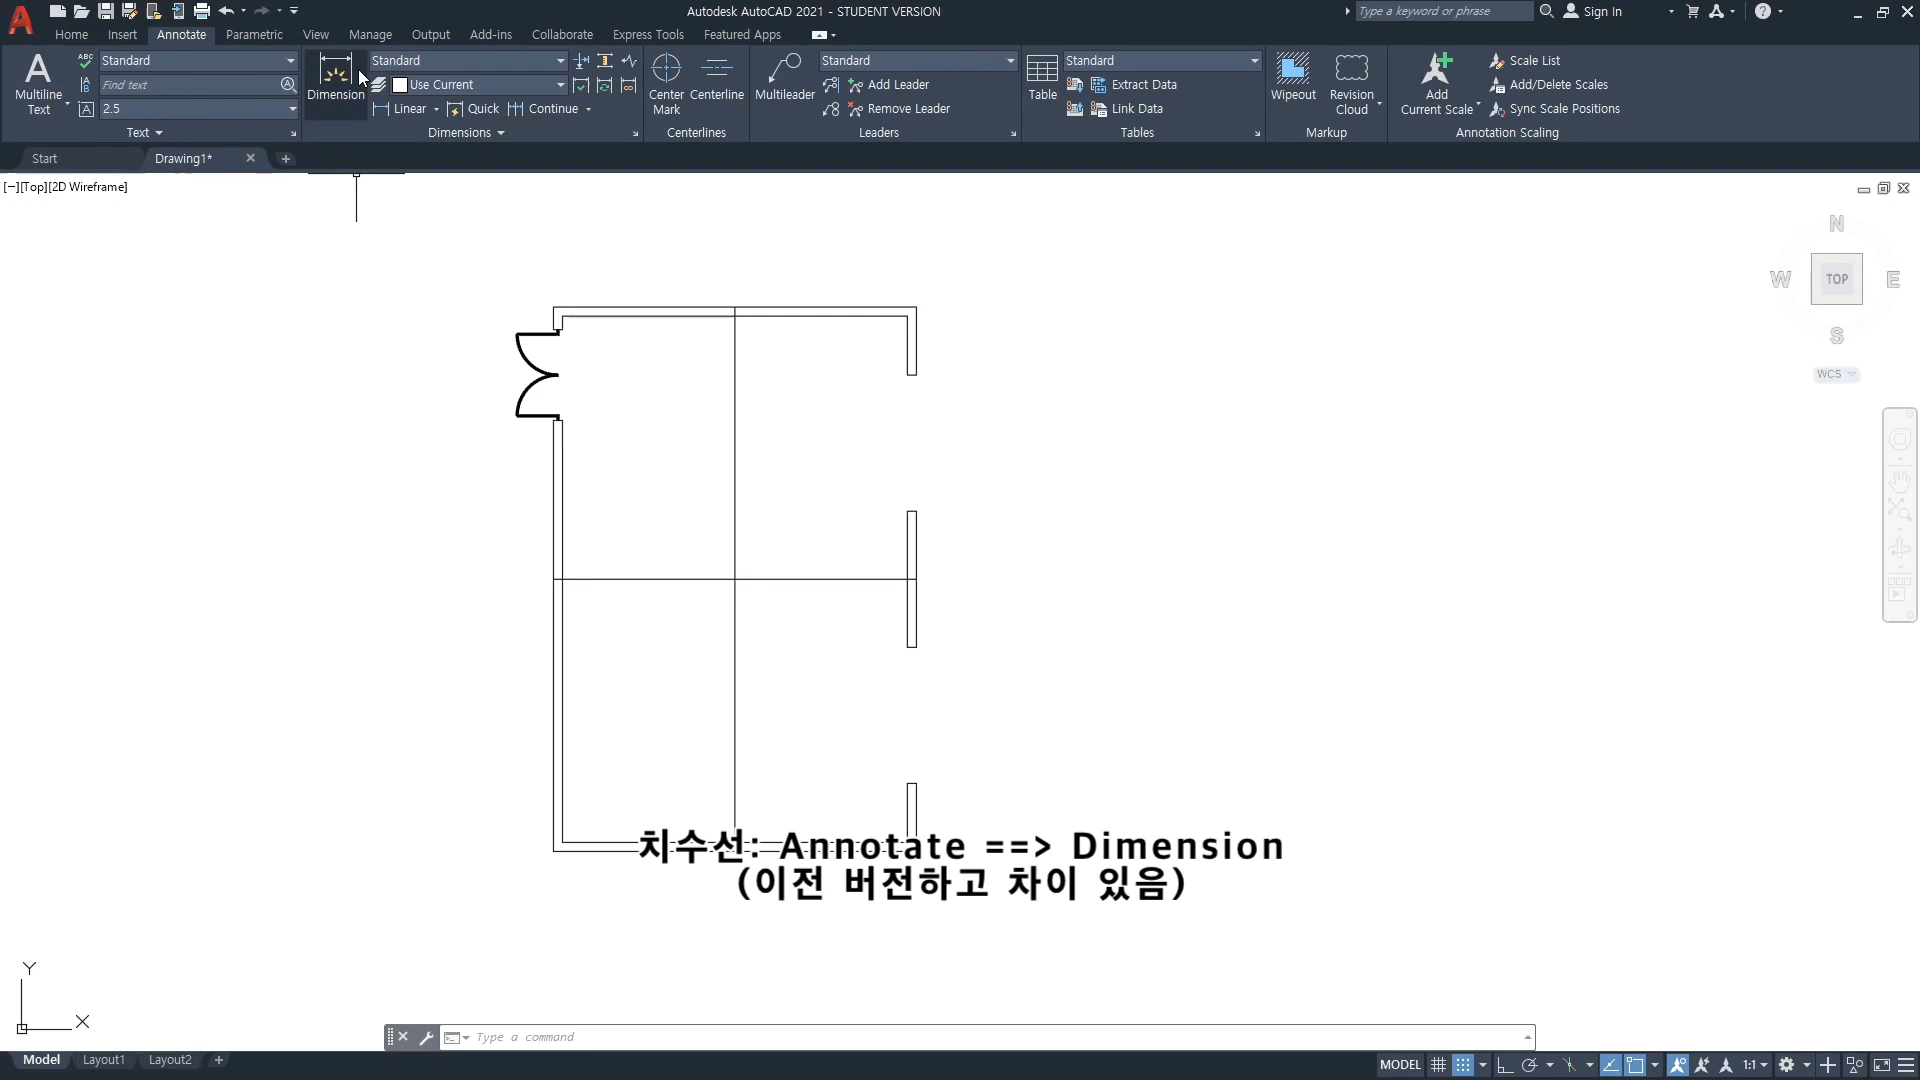 Autodesk AutoCAD 2021 - STUDENT VERSION
Type a keyword or phrase
Sign In
Home Insert Annotate Parametric View Manage Output Add-ins Collaborate Express Tools Featured Apps
A
Multiline
Text
ABC
Standard
Find text
2.5
Text
Dimension
Standard
Use Current
Linear
Quick
Continue
Dimensions
Center
Mark
Centerline
Centerlines
Multileader
Standard
Add Leader
Remove Leader
Leaders
Table
Standard
Extract Data
Link Data
Tables
Wipeout
Revision
Cloud
Markup
Add
Current Scale
Scale List
Add/Delete Scales
Sync Scale Positions
Annotation Scaling
Start
Drawing1*
[−][Top][2D Wireframe]
N
W
TOP
E
S
WCS
치수선: Annotate ==> Dimension
(이전 버전하고 차이 있음)
Y
X
Type a command
Model Layout1 Layout2
MODEL
1:1